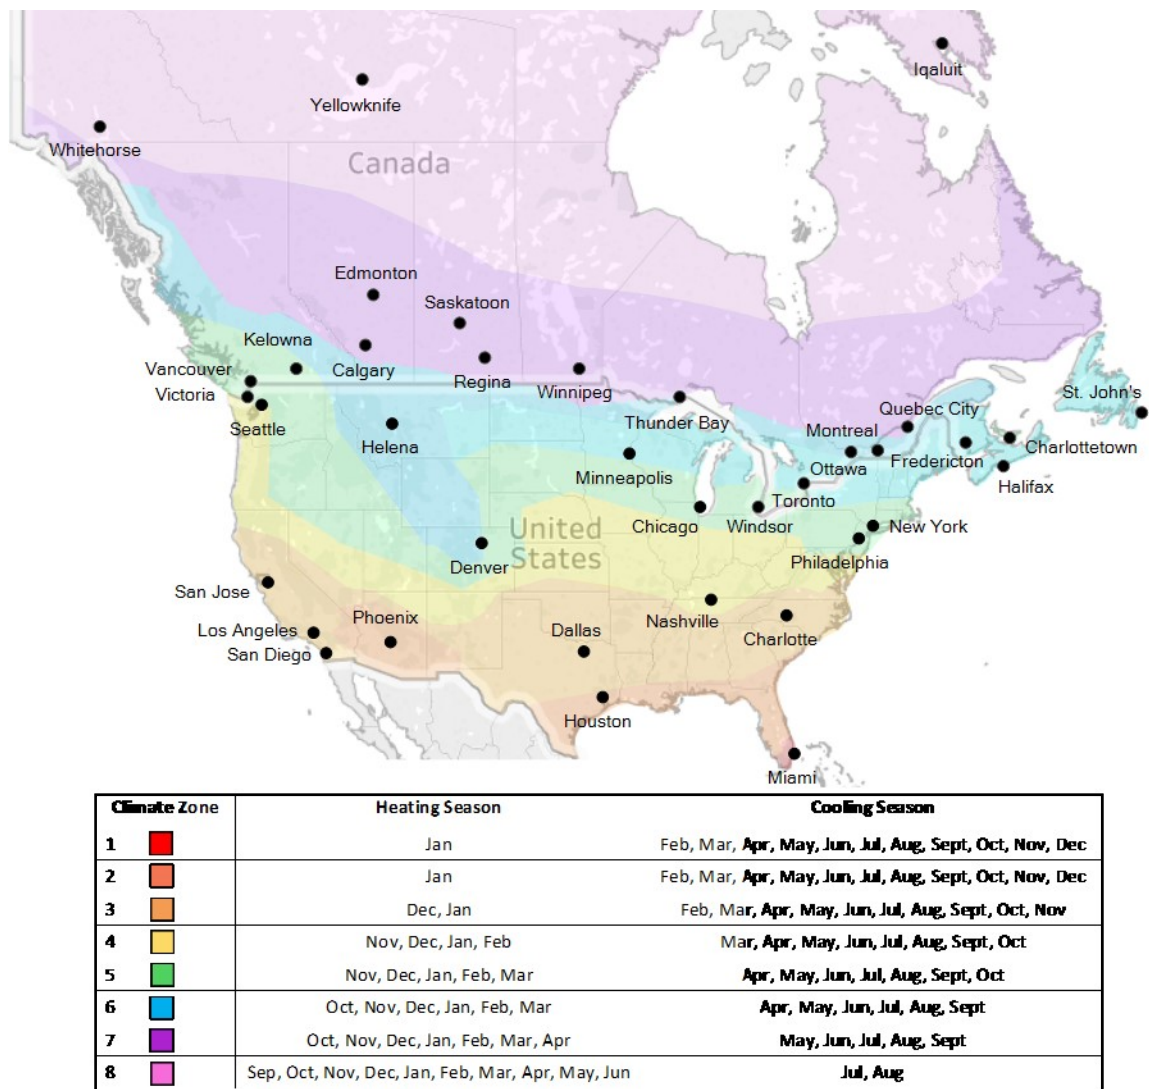 Iqaluit
Yellowknife
Whitehorse
Canada
Edmonton
Saskatoon
Kelowna
Vancouver
Calgary
Regina
Winnipeg
Victoria
St. John's
Seattle
Thunder Bay
Quebec City
Helena
Montreal
Charlottetown
Minneapolis
Ottawa
Fredericton
Halifax
Toronto
Chicago
Windsor
New York
United
States
Denver
Philadelphia
San Jose
Phoenix
Nashville
Los Angeles
Dallas
Charlotte
San Diego
Houston
Miami
Climate Zone Heating Season Cooling Season
1 Jan Feb, Mar, Apr, May, Jun, Jul, Aug, Sept, Oct, Nov, Dec
2 Jan Feb, Mar, Apr, May, Jun, Jul, Aug, Sept, Oct, Nov, Dec
3 Dec, Jan Feb, Mar, Apr, May, Jun, Jul, Aug, Sept, Oct, Nov
4 Nov, Dec, Jan, Feb Mar, Apr, May, Jun, Jul, Aug, Sept, Oct
5 Nov, Dec, Jan, Feb, Mar Apr, May, Jun, Jul, Aug, Sept, Oct
6 Oct, Nov, Dec, Jan, Feb, Mar Apr, May, Jun, Jul, Aug, Sept
7 Oct, Nov, Dec, Jan, Feb, Mar, Apr May, Jun, Jul, Aug, Sept
8 Sep, Oct, Nov, Dec, Jan, Feb, Mar, Apr, May, Jun Jul, Aug